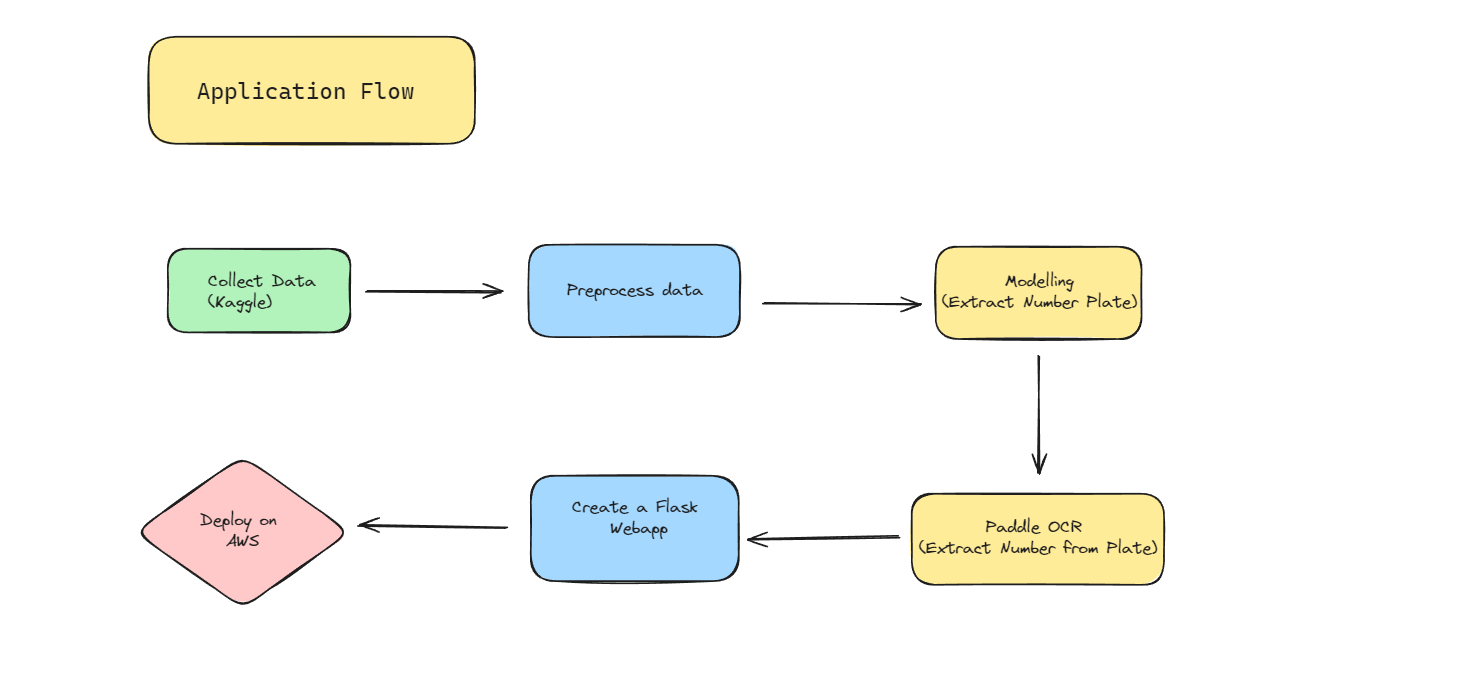 Application Flow
Collect Data
(Kaggle)
Preprocess data
Modelling
(Extract Number Plate)
Paddle OCR
(Extract Number from Plate)
Create a Flask
Webapp
Deploy on
AWS